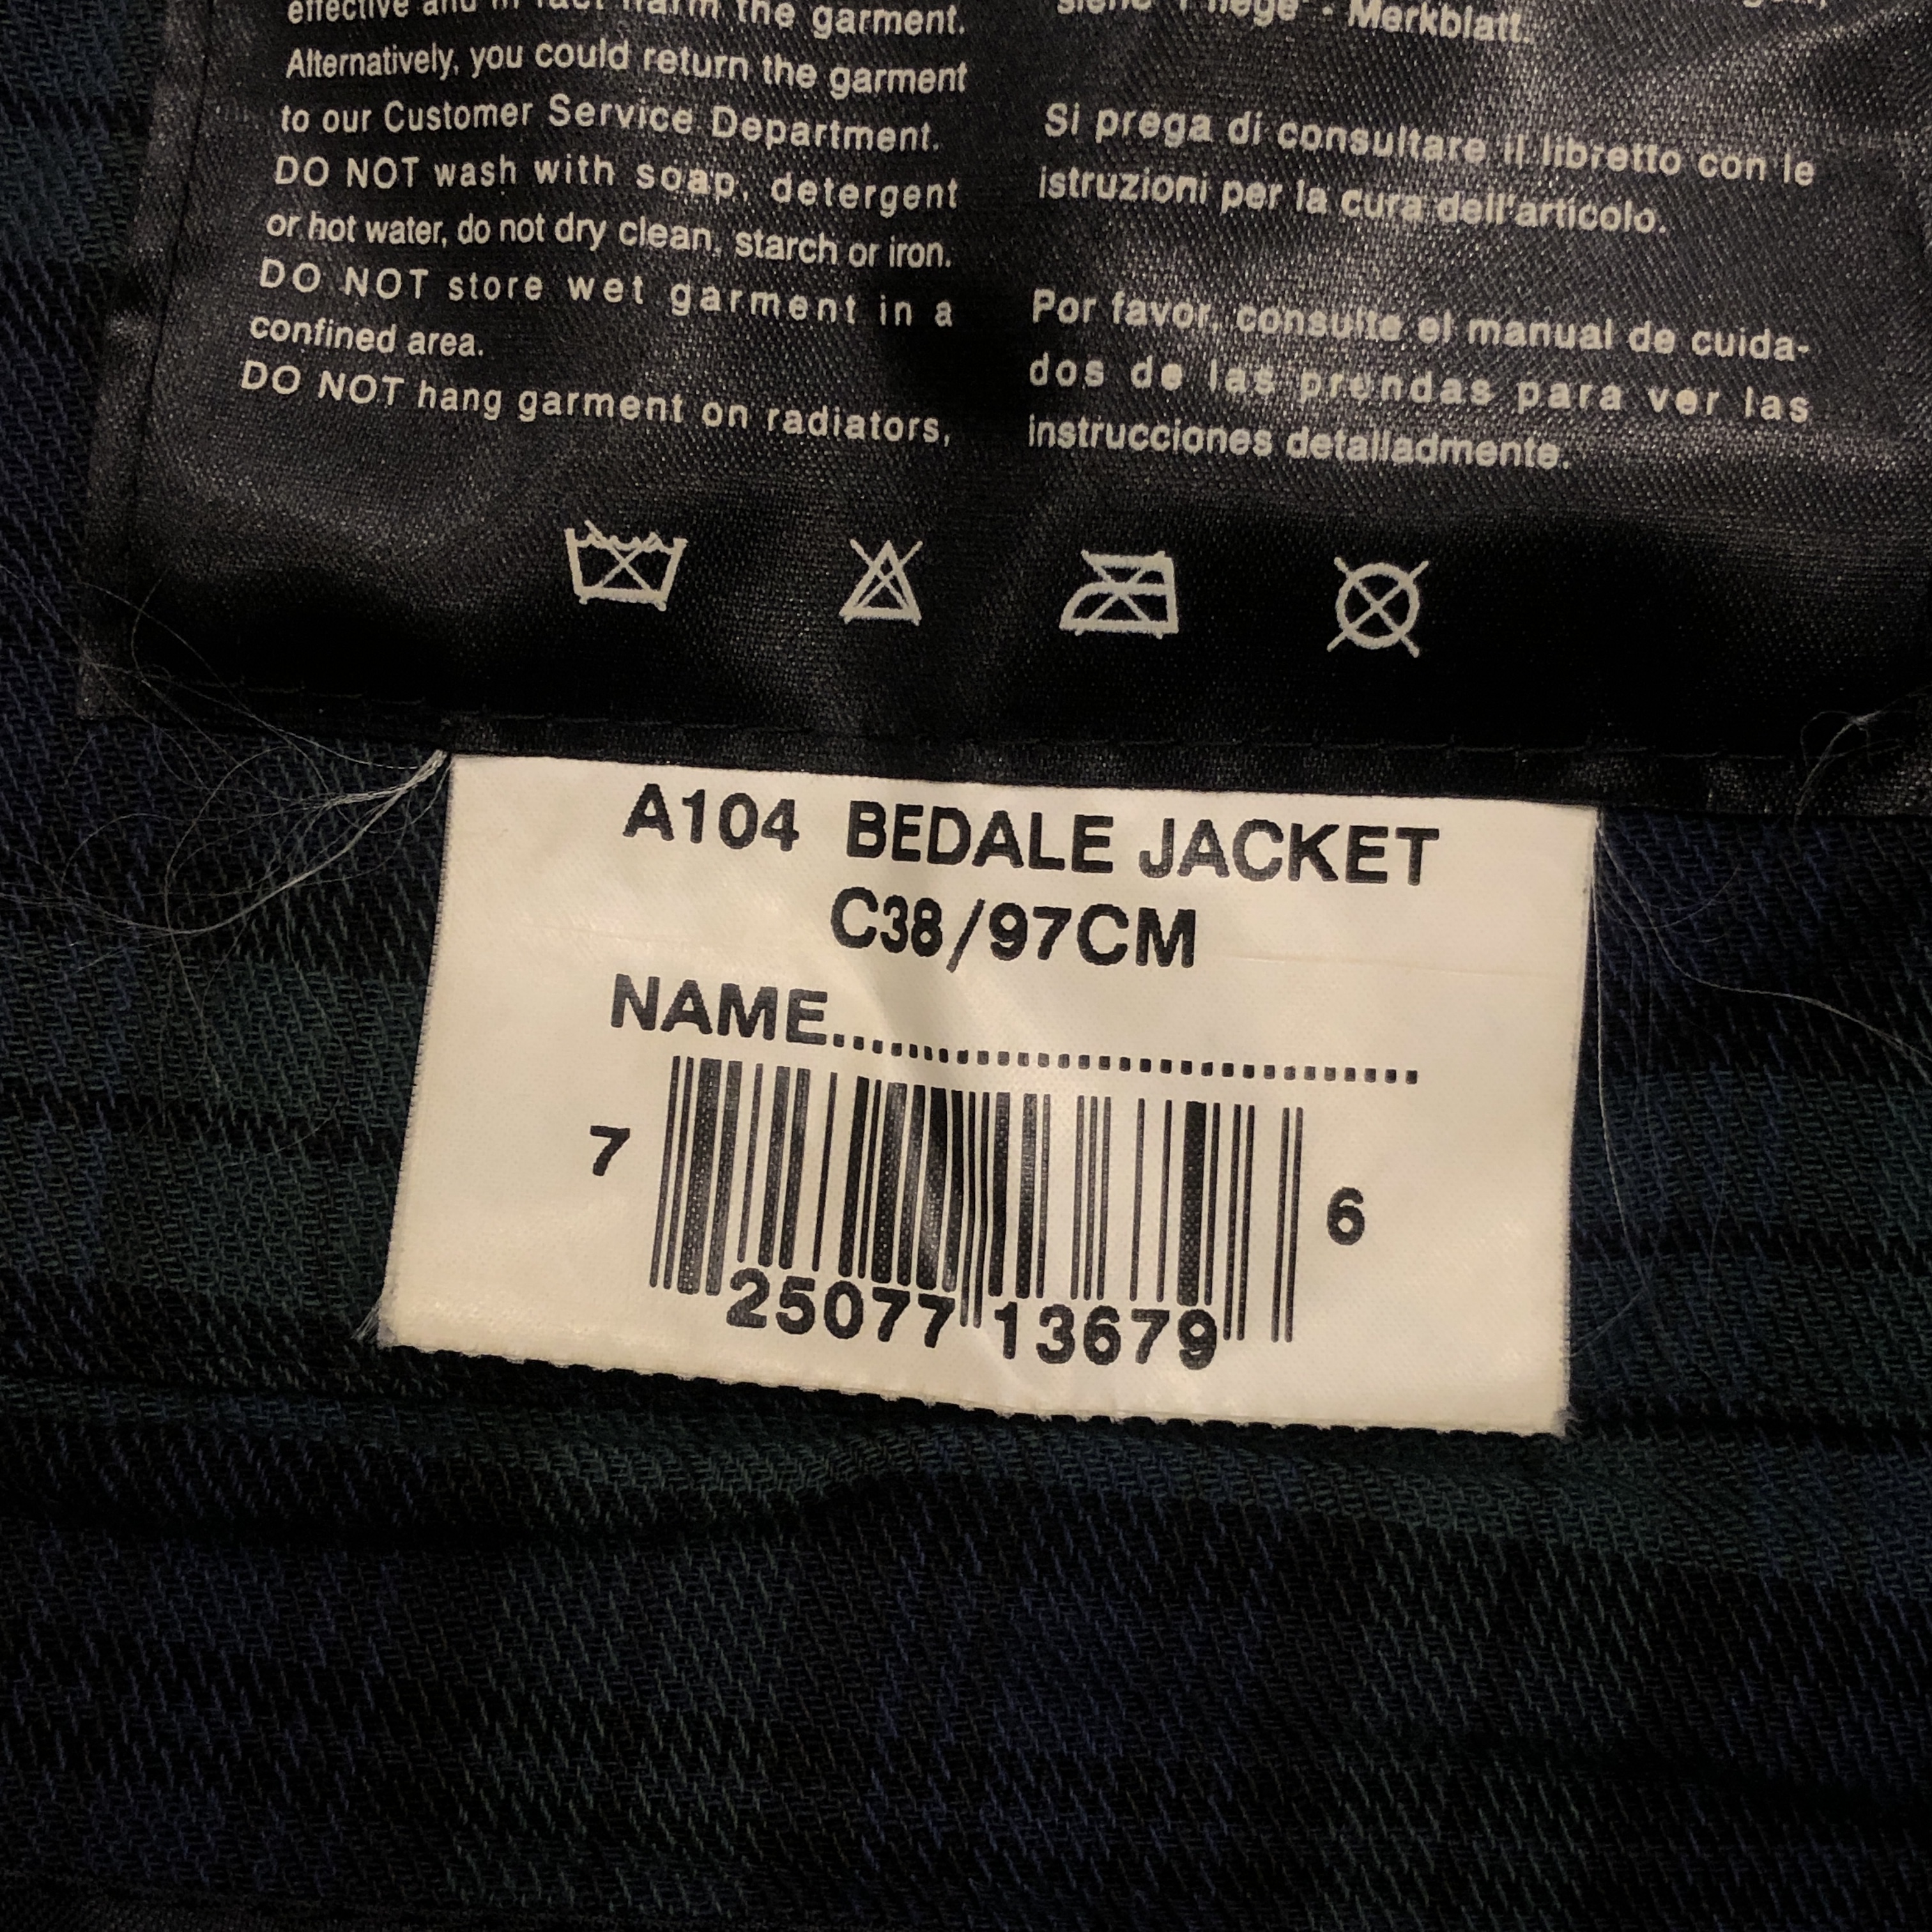 effective and in fact harm the garment.
Alternatively, you could return the garment
to our Customer Service Department.
DO NOT wash with soap, detergent
or hot water, do not dry clean, starch or iron.
DO NOT store wet garment in a
confined area.
DO NOT hang garment on radiators,
- Merkblatt.
Si prega di consultare il libretto con le
istruzioni per la cura dell'articolo.
Por favor, consulte el manual de cuida-
dos de las prendas para ver las
instrucciones detalladmente.
A104 BEDALE JACKET
C38/97CM
NAME.......................................
7 25077 13679 6